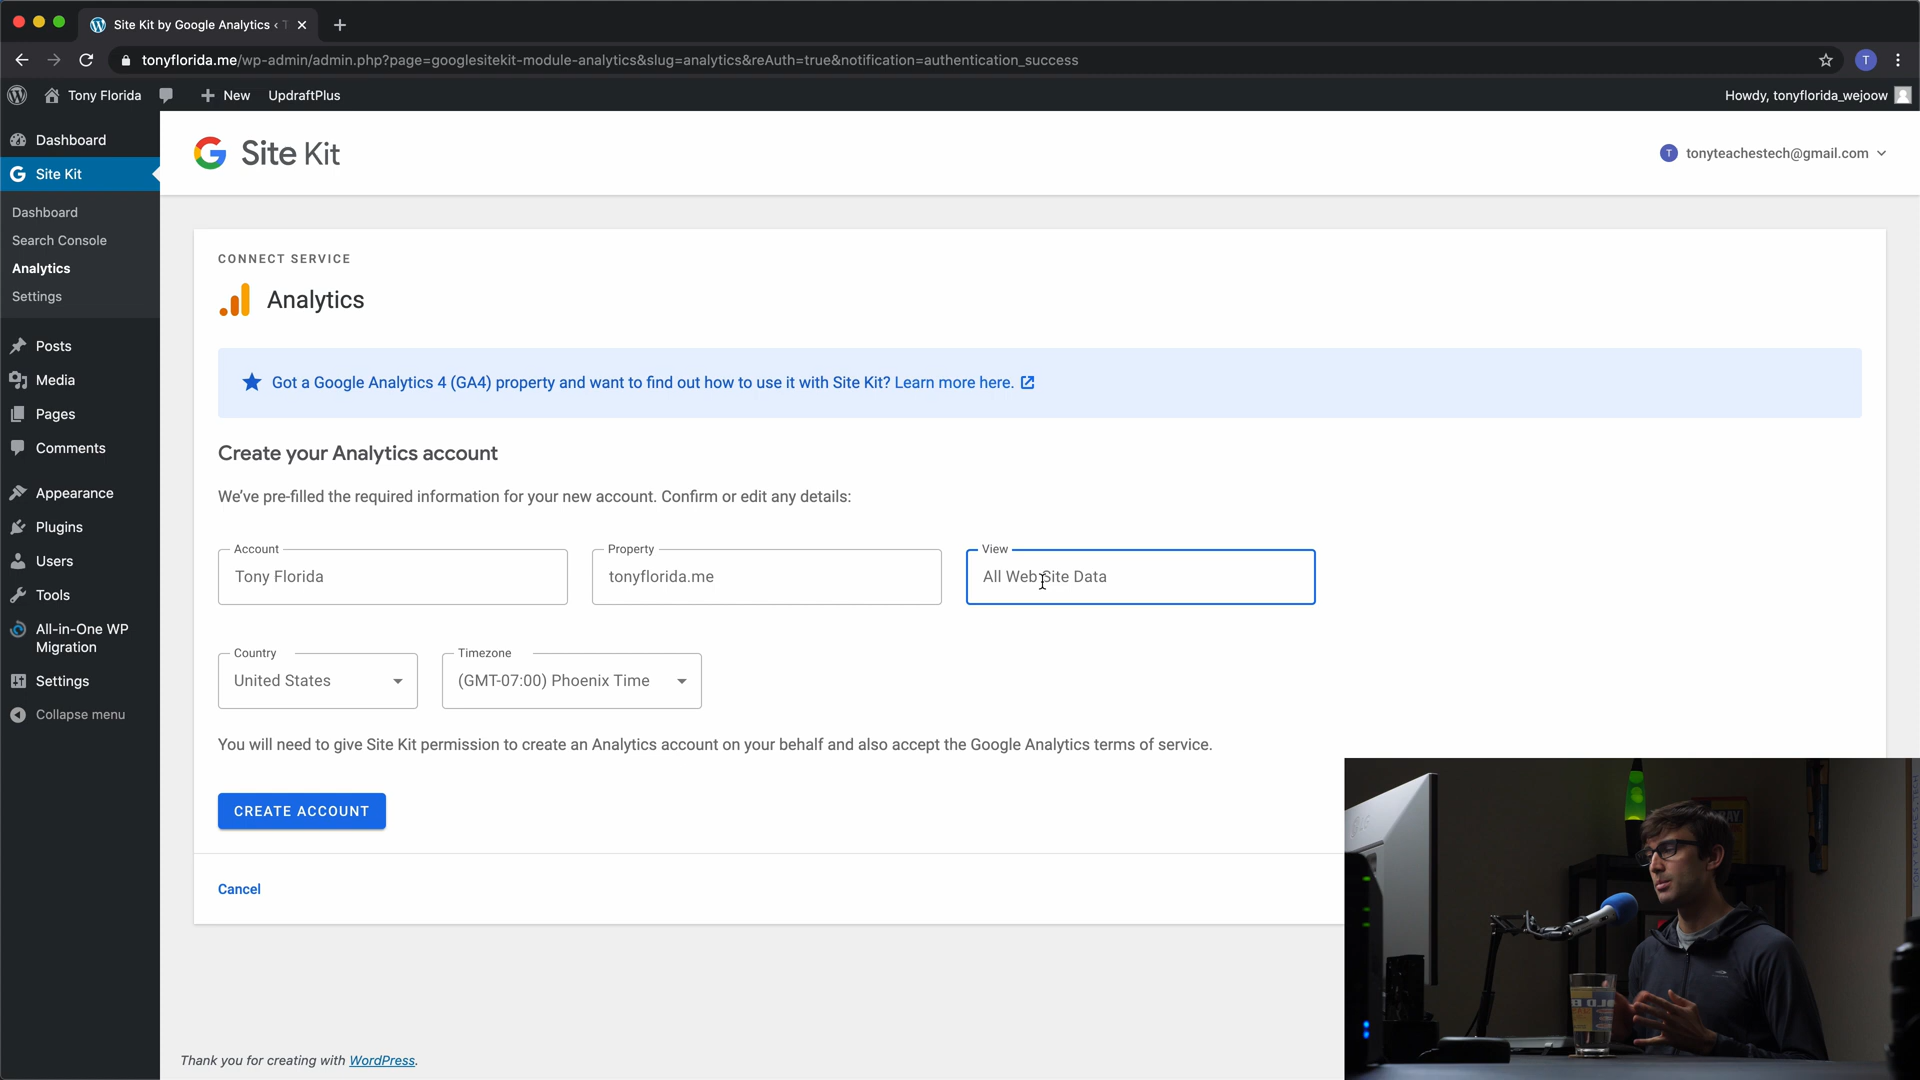 Site Kit by Google Analytics ‹ T
tonyflorida.me/wp-admin/admin.php?page=googlesitekit-module-analytics&slug=analytics&reAuth=true&notification=authentication_success
T
Tony Florida
New
UpdraftPlus
Howdy, tonyflorida_wejoow
Dashboard
Site Kit
Dashboard
Search Console
Analytics
Settings
Posts
Media
Pages
Comments
Appearance
Plugins
Users
Tools
All-in-One WP
Migration
Settings
Collapse menu
Site Kit
T tonyteachestech@gmail.com
CONNECT SERVICE
Analytics
Got a Google Analytics 4 (GA4) property and want to find out how to use it with Site Kit? Learn more here.
Create your Analytics account
We've pre-filled the required information for your new account. Confirm or edit any details:
Account
Tony Florida
Property
tonyflorida.me
View
All Web Site Data
Country
United States
Timezone
(GMT-07:00) Phoenix Time
You will need to give Site Kit permission to create an Analytics account on your behalf and also accept the Google Analytics terms of service.
CREATE ACCOUNT
Cancel
Thank you for creating with WordPress.